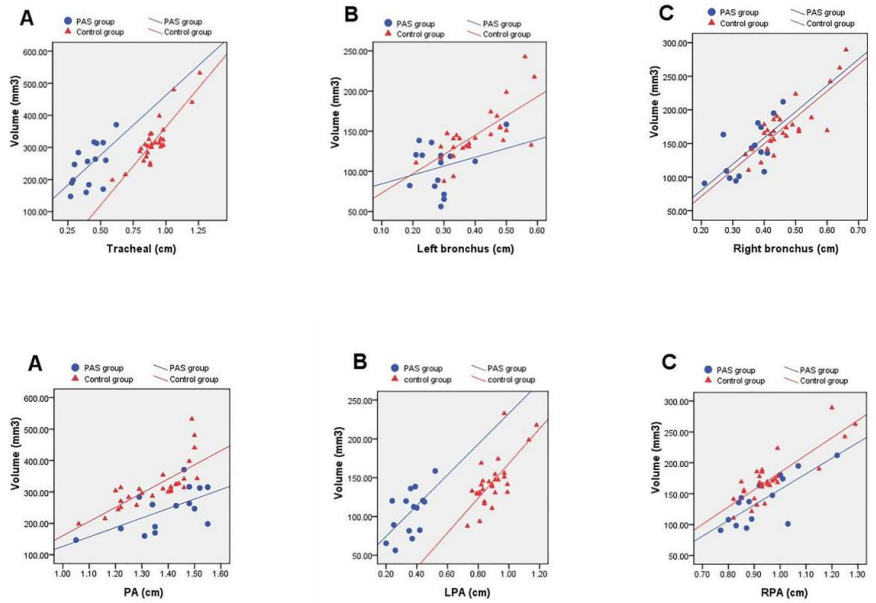 A
PAS group PAS group
Control group Control group
Volume (mm3)
600.00
500.00
400.00
300.00
200.00
100.00
0.25 0.50 0.75 1.00 1.25
Tracheal (cm)
B
PAS group PAS group
Control group Control group
Volume (mm3)
250.00
200.00
150.00
100.00
50.00
0.10 0.20 0.30 0.40 0.50 0.60
Left bronchus (cm)
C
PAS group PAS group
Control group Control group
Volume (mm3)
300.00
250.00
200.00
150.00
100.00
50.00
0.20 0.30 0.40 0.50 0.60 0.70
Right bronchus (cm)
A
PAS group PAS group
Control group Control group
Volume (mm3)
600.00
500.00
400.00
300.00
200.00
100.00
1.00 1.10 1.20 1.30 1.40 1.50 1.60
PA (cm)
B
PAS group PAS group
control group control group
Volume (mm3)
250.00
200.00
150.00
100.00
50.00
0.20 0.40 0.60 0.80 1.00 1.20
LPA (cm)
C
PAS group PAS group
Control group Control group
Volume (mm3)
300.00
250.00
200.00
150.00
100.00
50.00
0.70 0.80 0.90 1.00 1.10 1.20 1.30
RPA (cm)